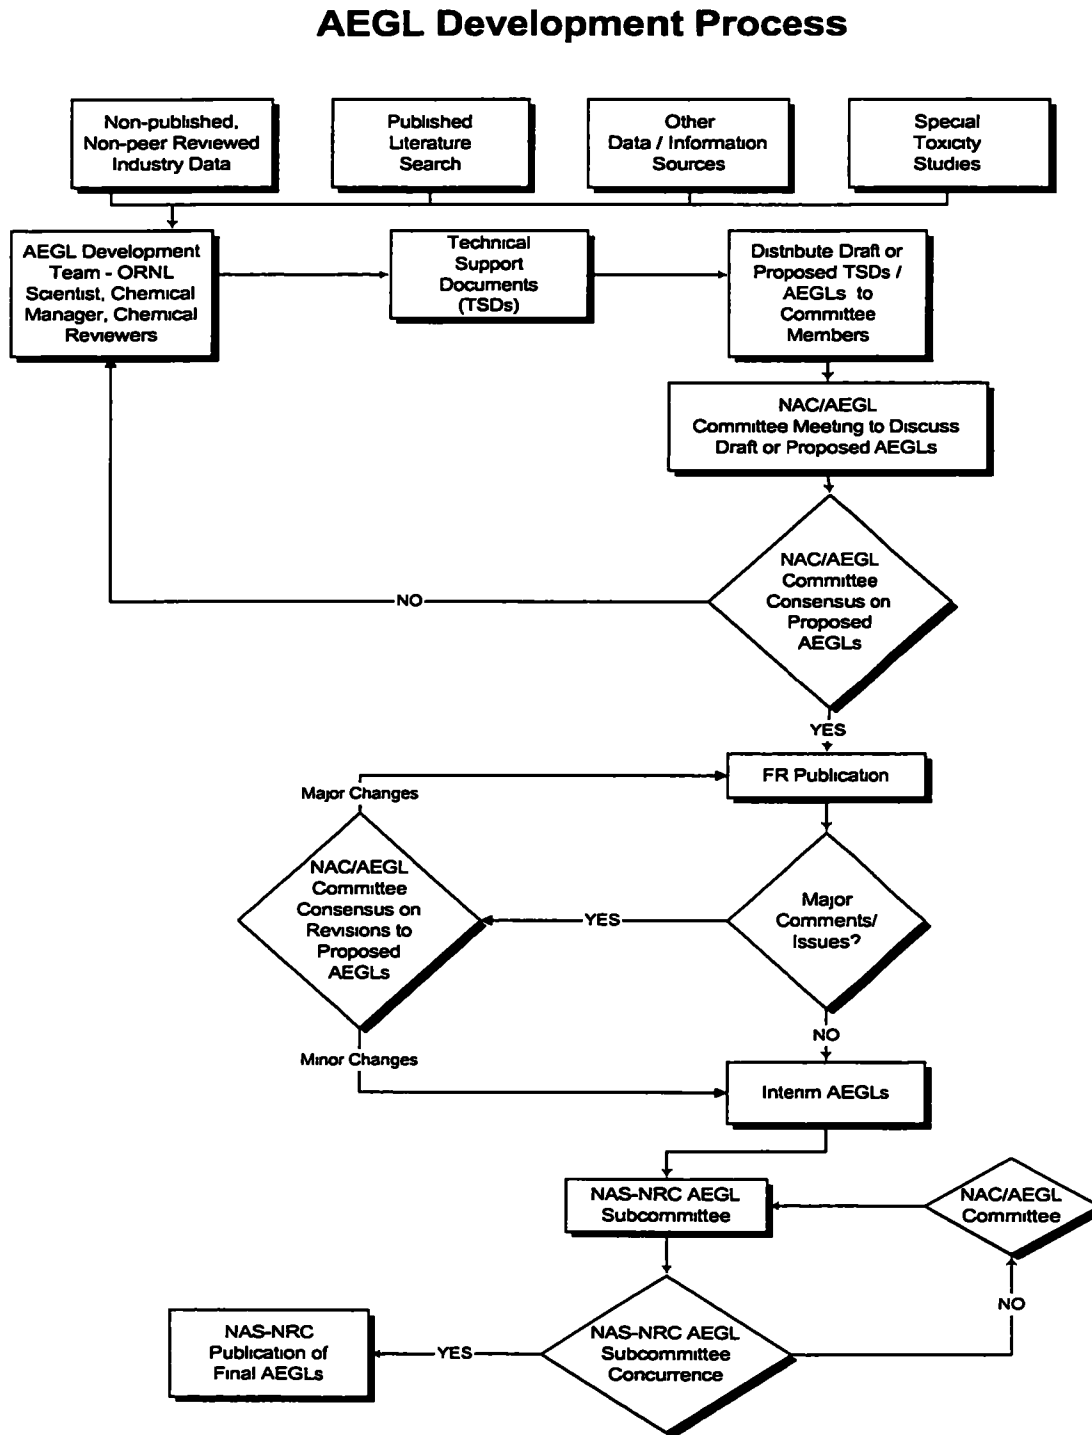 AEGL Development Process
Non-published,
Non-peer Reviewed
Industry Data
Published
Literature
Search
Other
Data / Information
Sources
Special
Toxicity
Studies
AEGL Development
Team - ORNL
Scientist, Chemical
Manager, Chemical
Reviewers
Technical
Support
Documents
(TSDs)
Distribute Draft or
Proposed TSDs /
AEGLs to
Committee
Members
NAC/AEGL
Committee Meeting to Discuss
Draft or Proposed AEGLs
NAC/AEGL
Committee
Consensus on
Proposed
AEGLs
NO
YES
FR Publication
Major Changes
NAC/AEGL
Committee
Consensus on
Revisions to
Proposed
AEGLs
YES
Major
Comments/
Issues?
NO
Minor Changes
Interim AEGLs
NAS-NRC AEGL
Subcommittee
NAC/AEGL
Committee
NO
NAS-NRC
Publication of
Final AEGLs
YES
NAS-NRC AEGL
Subcommittee
Concurrence